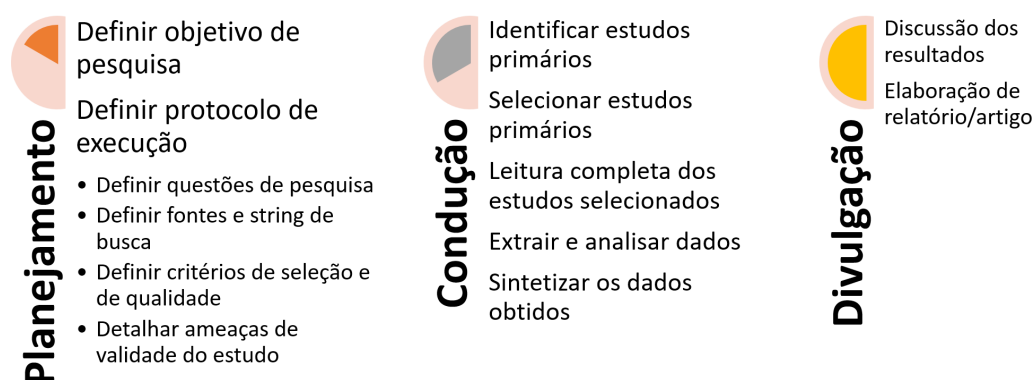 Planejamento
Definir objetivo de
pesquisa
Definir protocolo de
execução
• Definir questões de pesquisa
• Definir fontes e string de
busca
• Definir critérios de seleção e
de qualidade
• Detalhar ameaças de
validade do estudo
Condução
Identificar estudos
primários
Selecionar estudos
primários
Leitura completa dos
estudos selecionados
Extrair e analisar dados
Sintetizar os dados
obtidos
Divulgação
Discussão dos
resultados
Elaboração de
relatório/artigo